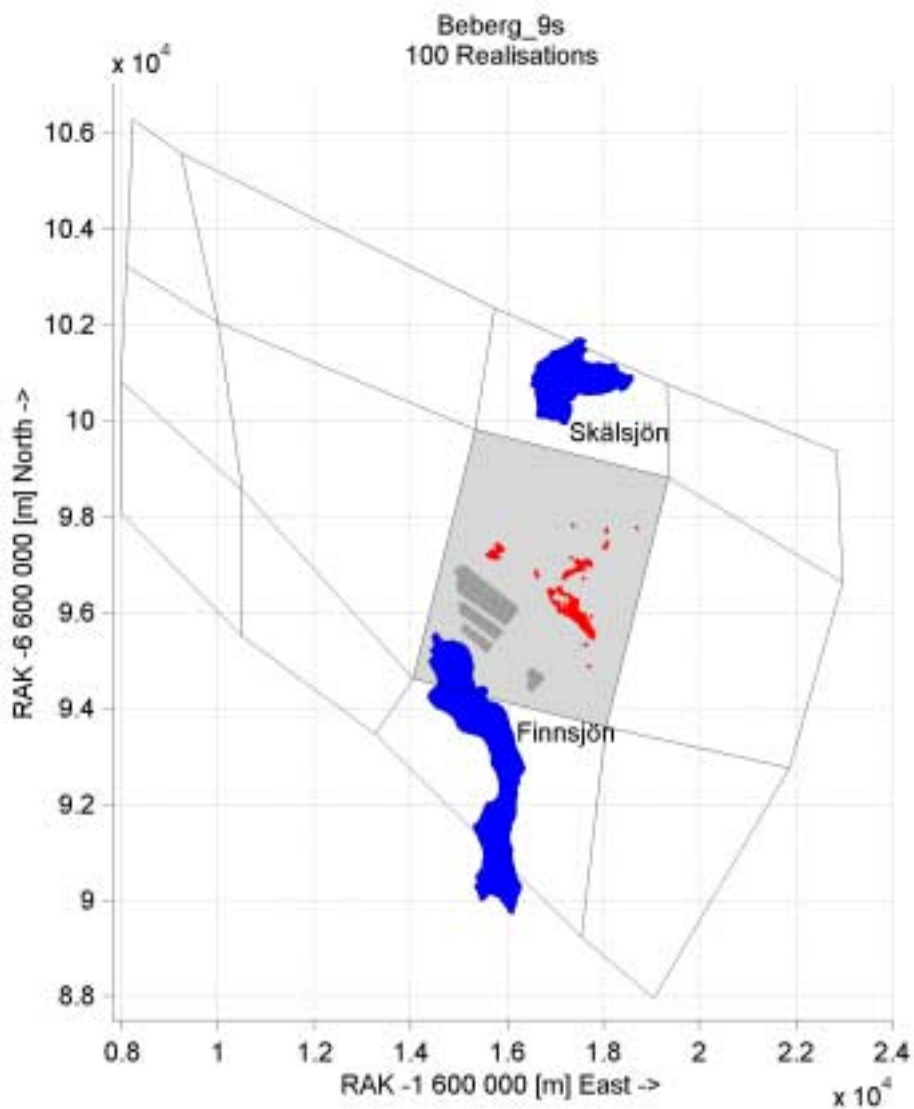 Beberg_9s
100 Realisations
x 10^4
10.6
10.4
10.2
10
9.8
9.6
9.4
9.2
9
8.8
RAK -6 600 000 [m] North ->
Skälsjön
Finnsjön
0.8 1 1.2 1.4 1.6 1.8 2 2.2 2.4
RAK -1 600 000 [m] East ->
x 10^4